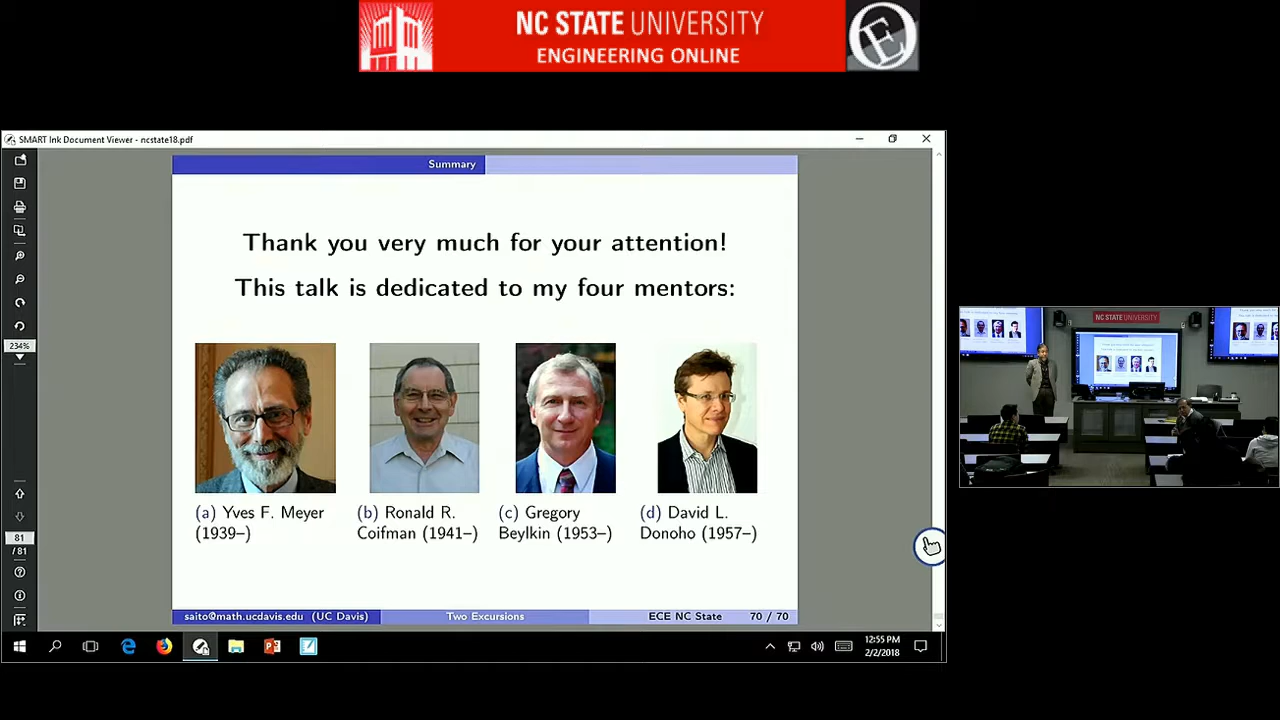 NC STATE UNIVERSITY
ENGINEERING ONLINE
SMART Ink Document Viewer - ncstate18.pdf
Summary
Thank you very much for your attention!
This talk is dedicated to my four mentors:
(a) Yves F. Meyer
(1939–)
(b) Ronald R.
Coifman (1941–)
(c) Gregory
Beylkin (1953–)
(d) David L.
Donoho (1957–)
234%
81
/ 81
saito@math.ucdavis.edu (UC Davis)
Two Excursions
ECE NC State
70 / 70
NC STATE UNIVERSITY
12:55 PM
2/2/2018